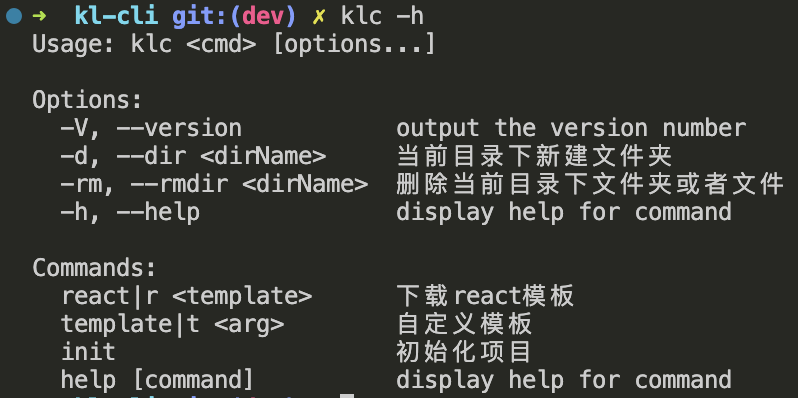 ➜ kl-cli git:(dev) ✗ klc -h
Usage: klc <cmd> [options...]
Options:
-V, --version output the version number
-d, --dir <dirName> 当前目录下新建文件夹
-rm, --rmdir <dirName> 删除当前目录下文件夹或者文件
-h, --help display help for command
Commands:
react|r <template> 下载react模板
template|t <arg> 自定义模板
init 初始化项目
help [command] display help for command